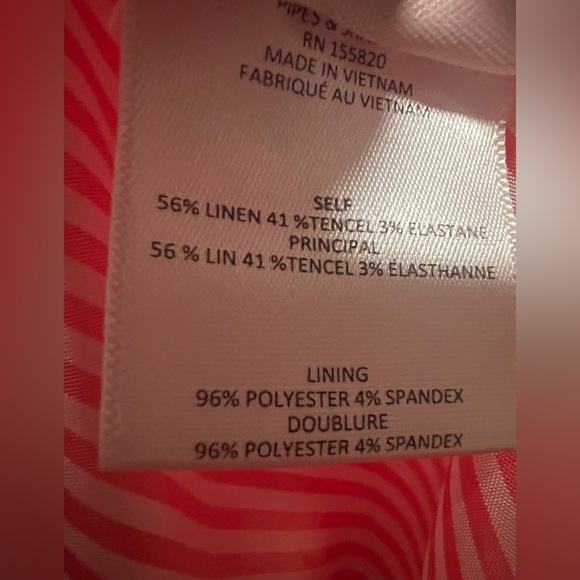 PIPES &
RN 155820
MADE IN VIETNAM
FABRIQUÉ AU VIETNAM
SELF
56% LINEN 41 %TENCEL 3% ELASTANE
PRINCIPAL
56 % LIN 41 %TENCEL 3% ÉLASTHANNE
LINING
96% POLYESTER 4% SPANDEX
DOUBLURE
96% POLYESTER 4% SPANDEX